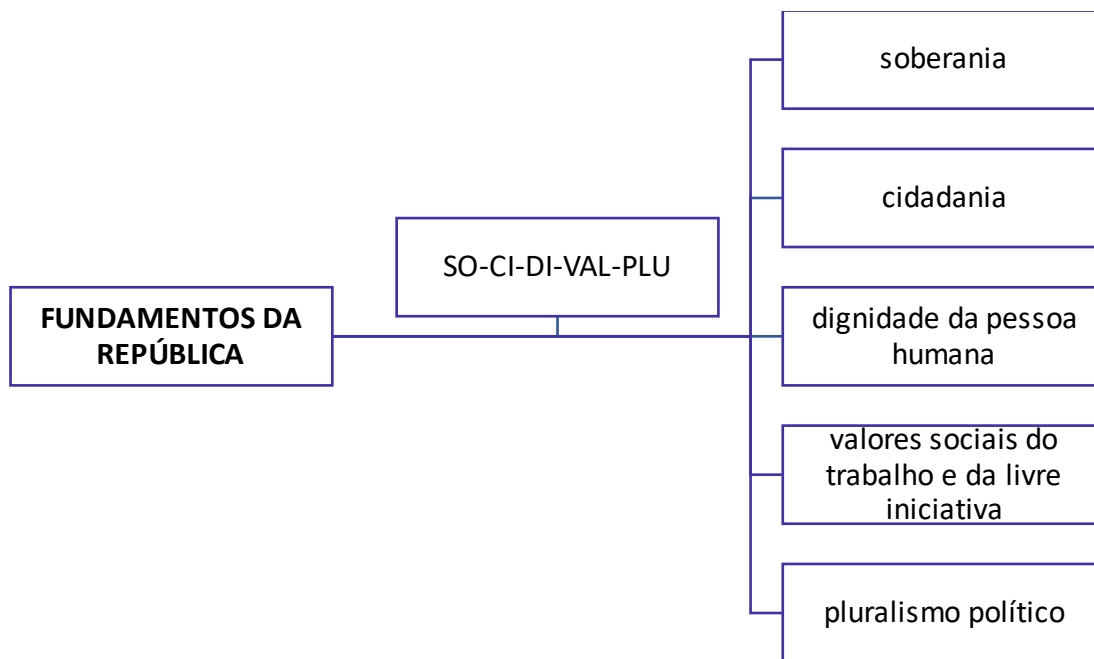 FUNDAMENTOS DA
REPÚBLICA
SO-CI-DI-VAL-PLU
soberania
cidadania
dignidade da pessoa
humana
valores sociais do
trabalho e da livre
iniciativa
pluralismo político